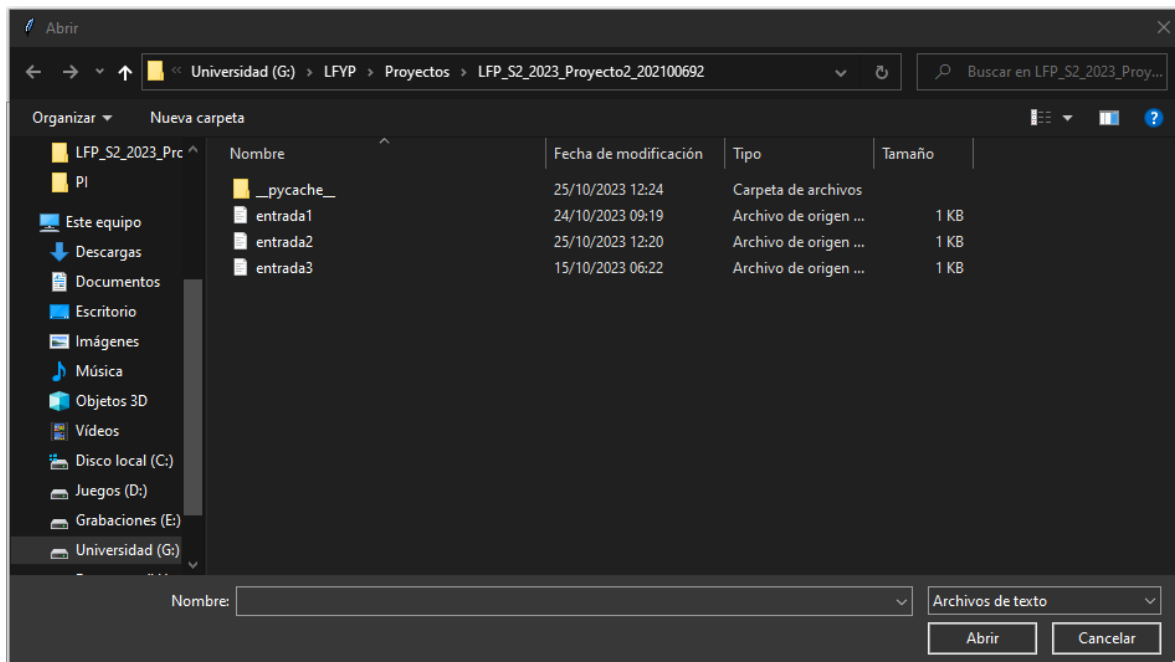 Abrir
« Universidad (G:) › LFYP › Proyectos › LFP_S2_2023_Proyecto2_202100692
Buscar en LFP_S2_2023_Proy...
Organizar Nueva carpeta
LFP_S2_2023_Prc
PI
Este equipo
Descargas
Documentos
Escritorio
Imágenes
Música
Objetos 3D
Vídeos
Disco local (C:)
Juegos (D:)
Grabaciones (E:)
Universidad (G:)
Nombre Fecha de modificación Tipo Tamaño
__pycache__ 25/10/2023 12:24 Carpeta de archivos
entrada1 24/10/2023 09:19 Archivo de origen ... 1 KB
entrada2 25/10/2023 12:20 Archivo de origen ... 1 KB
entrada3 15/10/2023 06:22 Archivo de origen ... 1 KB
Nombre: Archivos de texto
Abrir Cancelar